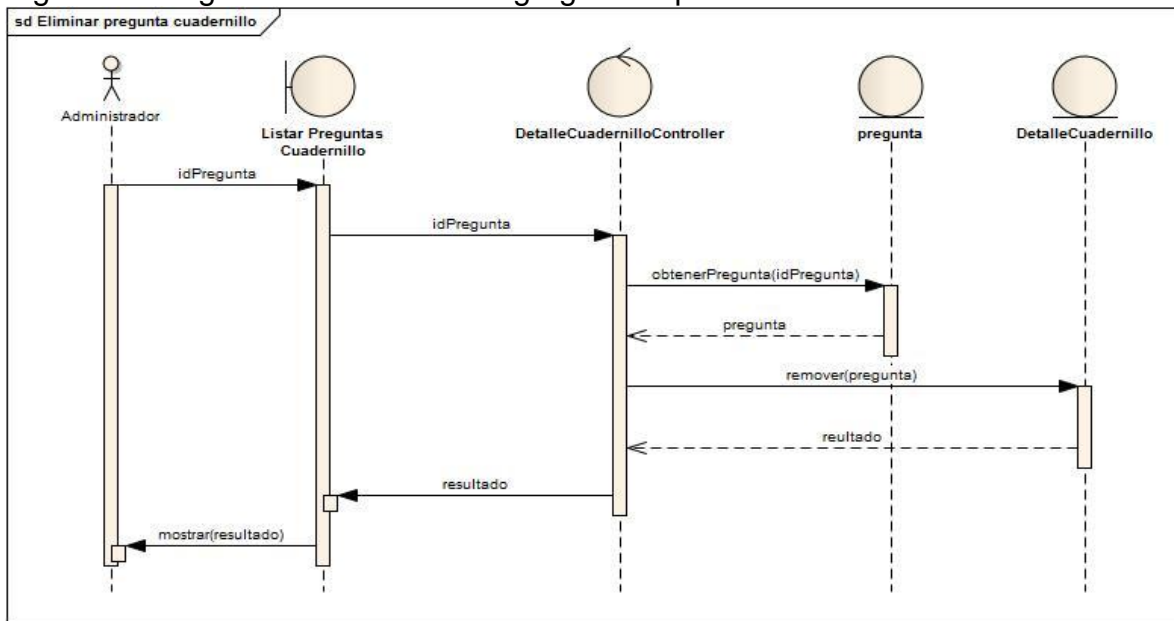 sd Eliminar pregunta cuadernillo
Administrador
Listar Preguntas
Cuadernillo
DetalleCuadernilloController
pregunta
DetalleCuadernillo
idPregunta
idPregunta
obtenerPregunta(idPregunta)
pregunta
remover(pregunta)
reultado
resultado
mostrar(resultado)